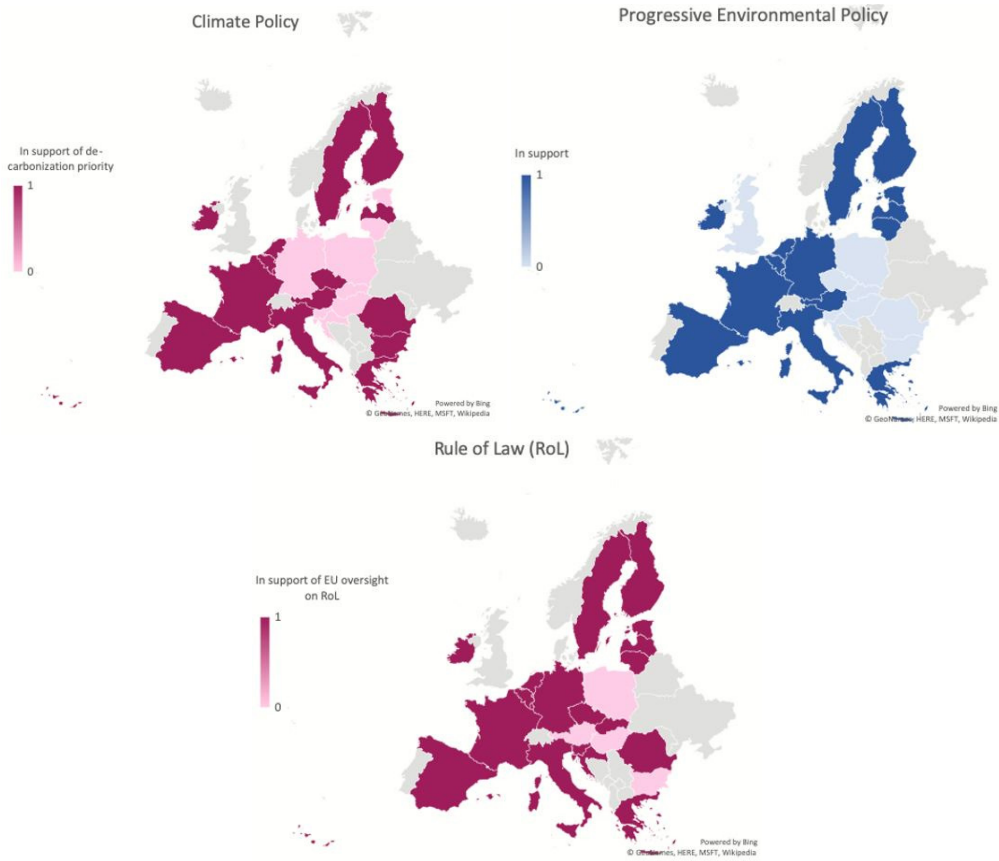 Climate Policy
In support of de-
carbonization priority
1
0
Powered by Bing
© GeoNames, HERE, MSFT, Wikipedia
Progressive Environmental Policy
In support
1
0
Powered by Bing
© GeoNames, HERE, MSFT, Wikipedia
Rule of Law (RoL)
In support of EU oversight
on RoL
1
0
Powered by Bing
© GeoNames, HERE, MSFT, Wikipedia